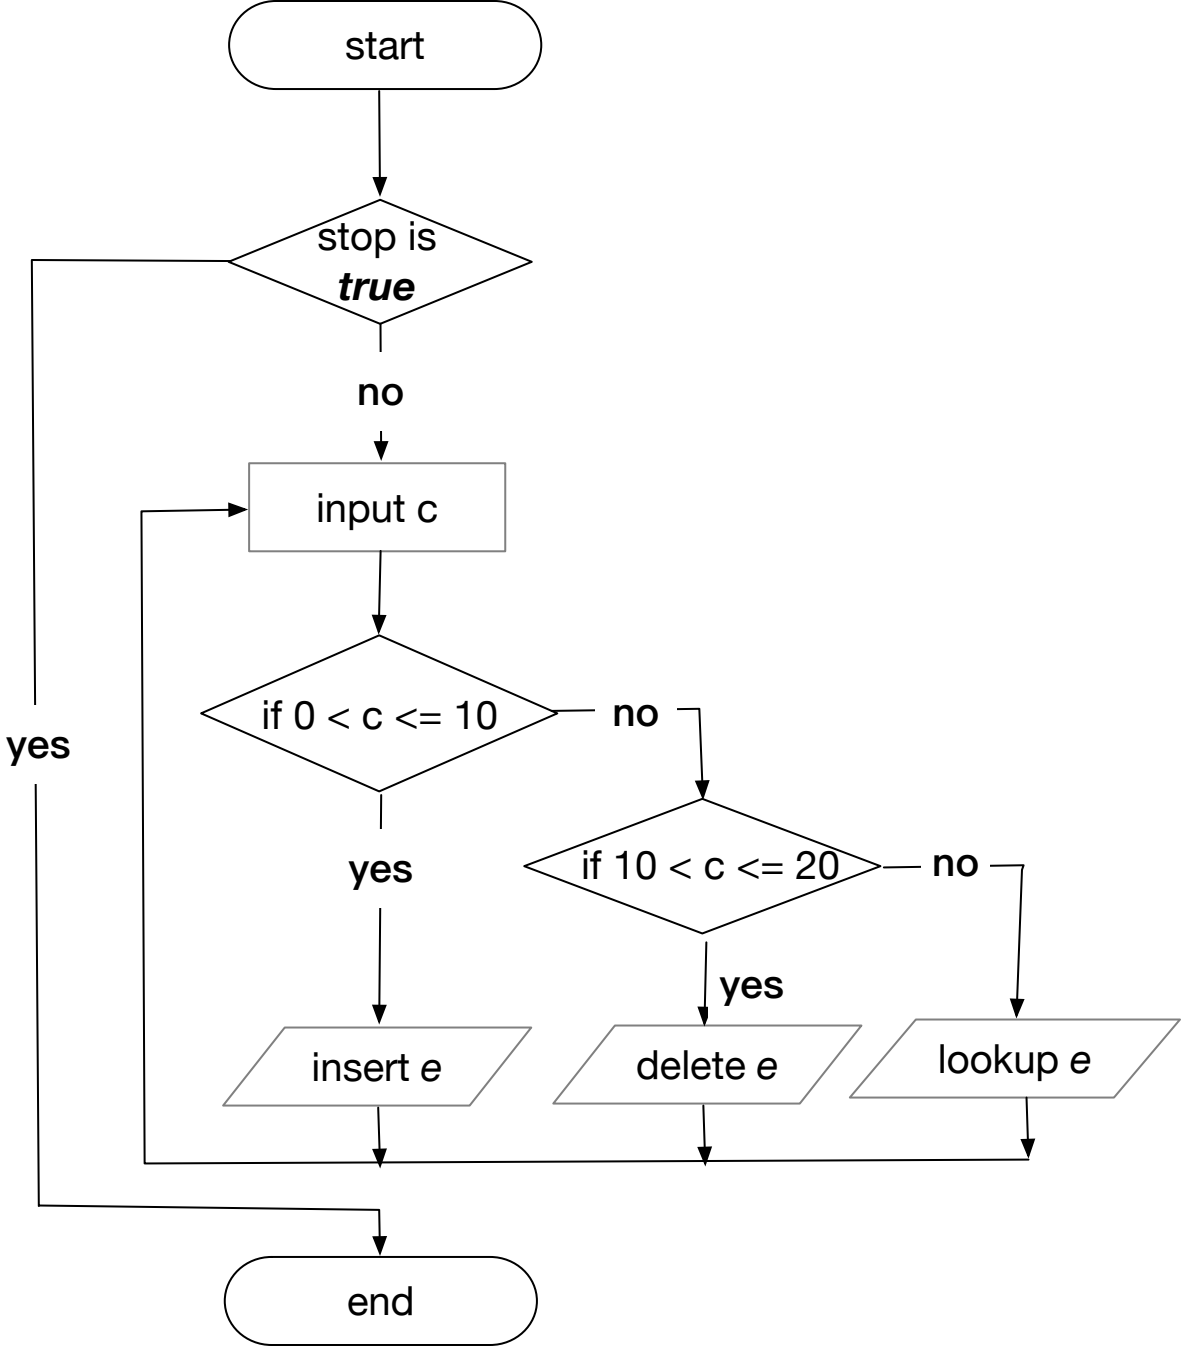 start
stop is
true
no
input c
if 0 < c <= 10
no
yes
yes
if 10 < c <= 20
no
yes
insert e
delete e
lookup e
end